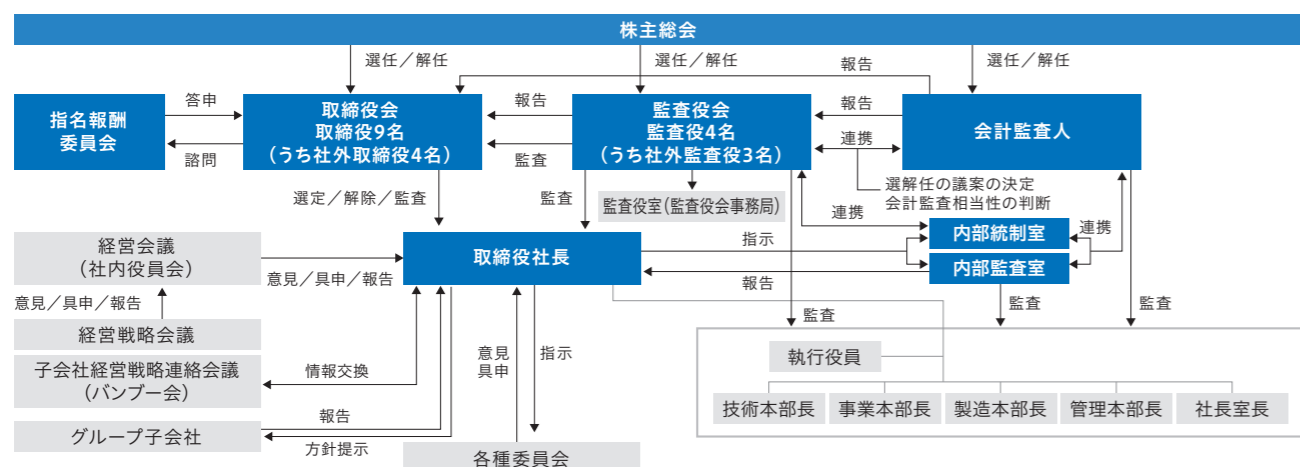 株主総会
選任／解任
選任／解任
報告
選任／解任
指名報酬
委員会
答申
諮問
取締役会
取締役9名
（うち社外取締役4名）
報告
監査
監査役会
監査役4名
（うち社外監査役3名）
報告
連携
会計監査人
選解任の議案の決定
会計監査相当性の判断
選定／解除／監査
監査
監査役室（監査役会事務局）
連携
経営会議
（社内役員会）
意見／具申／報告
取締役社長
指示
報告
内部統制室
内部監査室
連携
意見／具申／報告
経営戦略会議
監査
監査
監査
子会社経営戦略連絡会議
（バンブー会）
情報交換
意見
具申
指示
執行役員
グループ子会社
報告
方針提示
各種委員会
技術本部長
事業本部長
製造本部長
管理本部長
社長室長